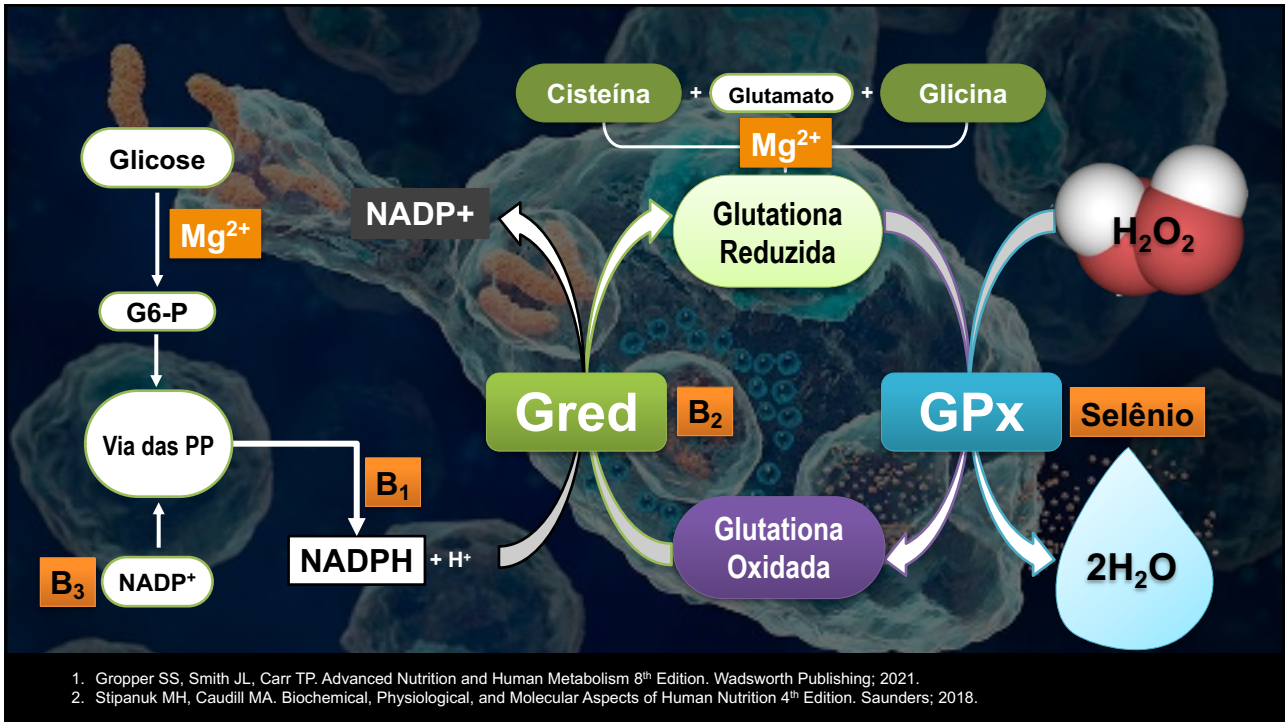 Cisteína + Glutamato + Glicina
Mg²⁺
Glicose
Mg²⁺
G6-P
Via das PP
B₁
B₃
NADP⁺
NADPH + H⁺
NADP+
Glutationa
Reduzida
H₂O₂
Gred
B₂
GPx
Selênio
Glutationa
Oxidada
2H₂O
1. Gropper SS, Smith JL, Carr TP. Advanced Nutrition and Human Metabolism 8th Edition. Wadsworth Publishing; 2021.
2. Stipanuk MH, Caudill MA. Biochemical, Physiological, and Molecular Aspects of Human Nutrition 4th Edition. Saunders; 2018.